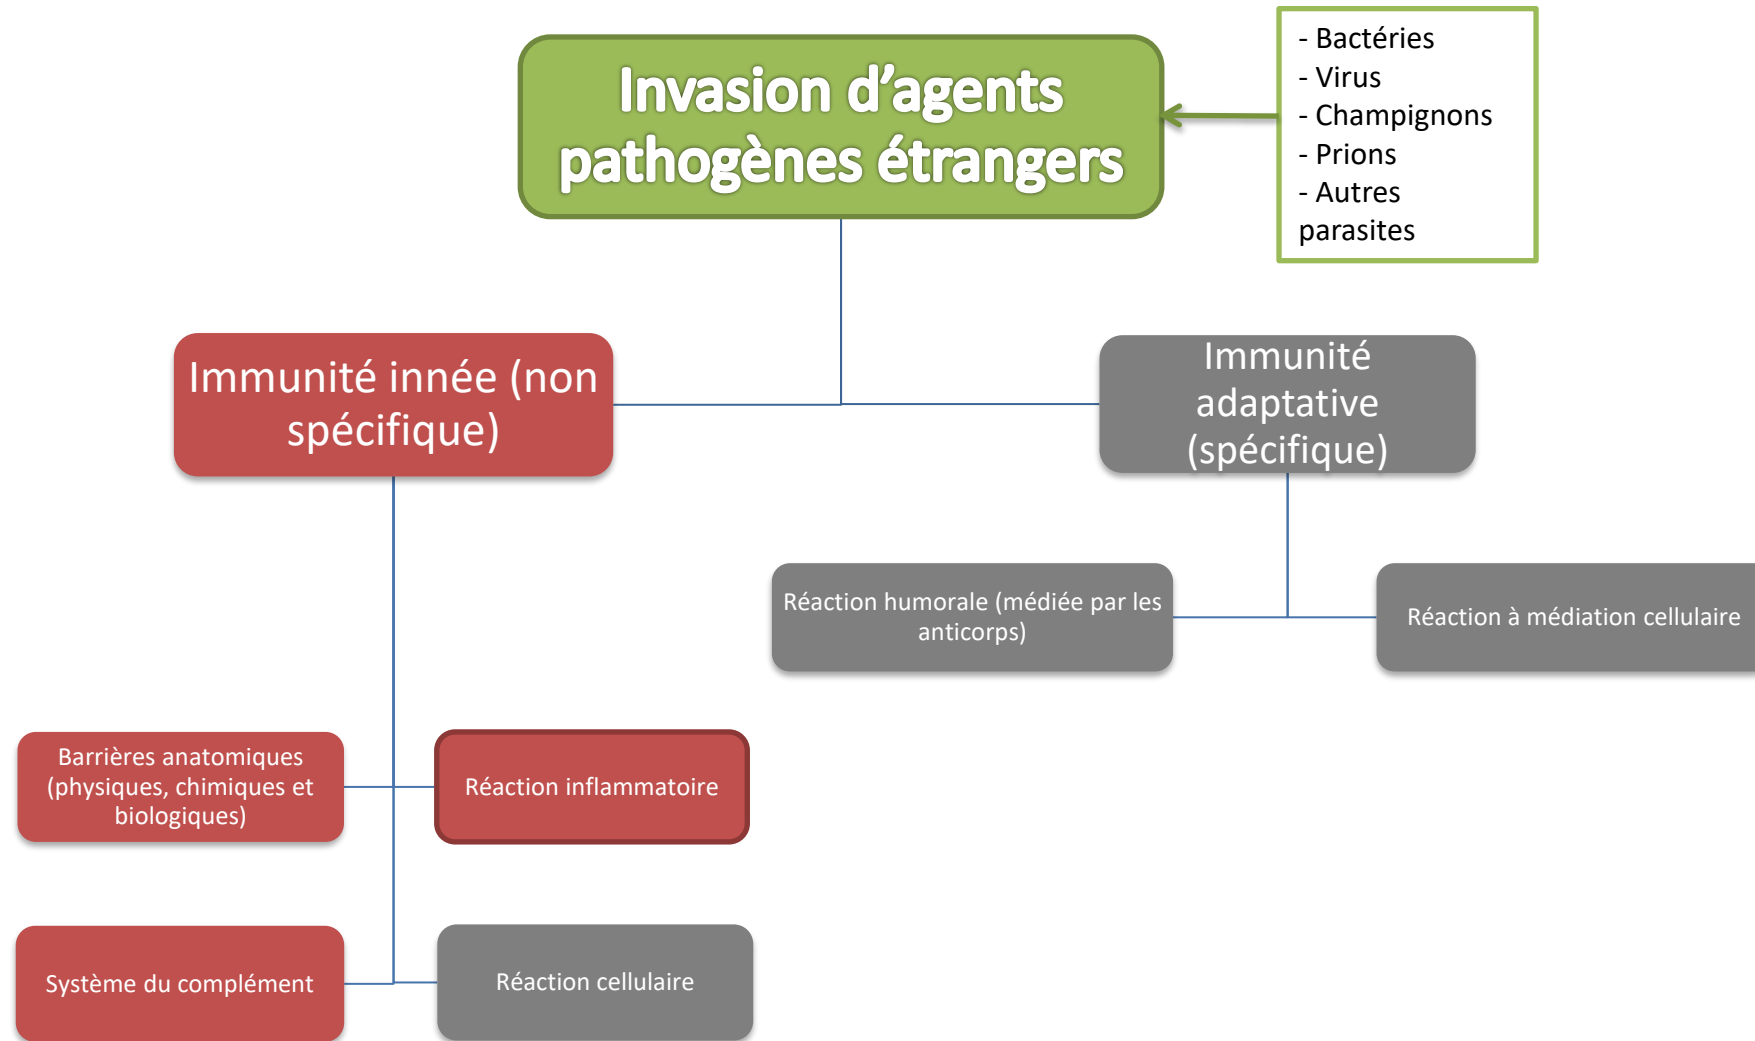 Invasion d’agents
pathogènes étrangers
- Bactéries
- Virus
- Champignons
- Prions
- Autres
parasites
Immunité innée (non
spécifique)
Immunité
adaptative
(spécifique)
Réaction humorale (médiée par les
anticorps)
Réaction à médiation cellulaire
Barrières anatomiques
(physiques, chimiques et
biologiques)
Réaction inflammatoire
Système du complément
Réaction cellulaire